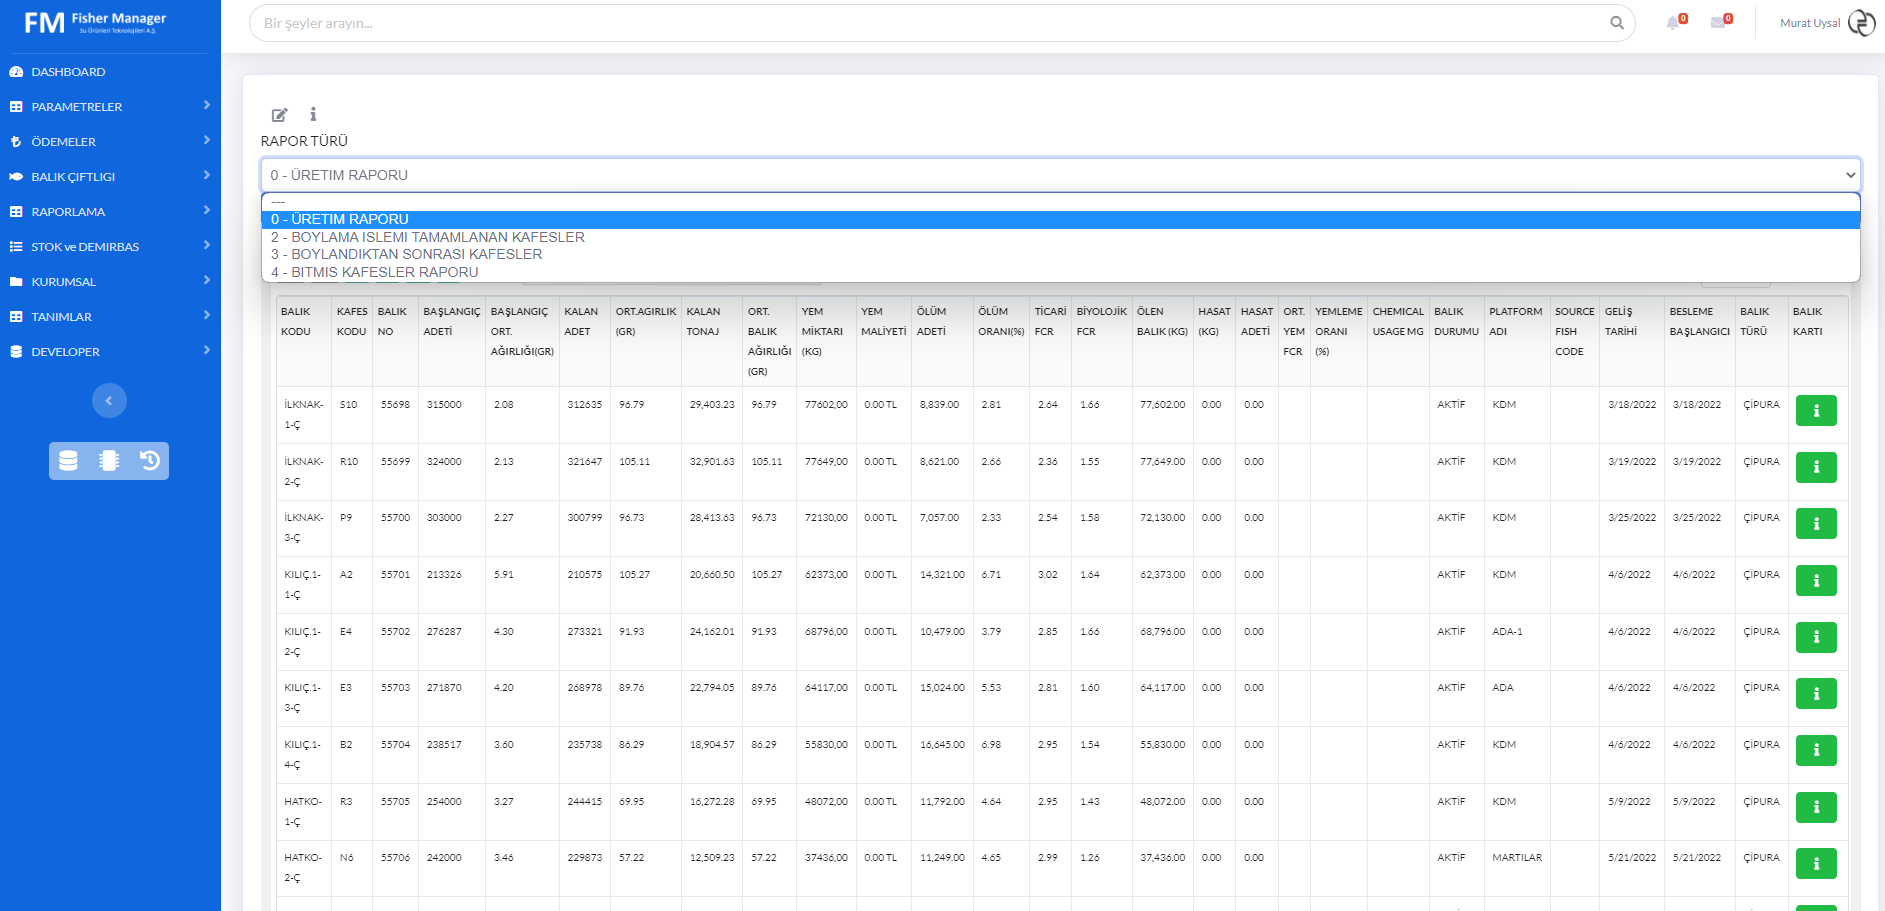 FM Fisher Manager
Su Ürünleri Teknolojileri A.Ş.
Bir şeyler arayın...
0
0
Murat Uysal
DASHBOARD
PARAMETRELER
ÖDEMELER
BALIK ÇIFTLIGI
RAPORLAMA
STOK ve DEMIRBAS
KURUMSAL
TANIMLAR
DEVELOPER
RAPOR TÜRÜ
0 - ÜRETIM RAPORU
---
0 - ÜRETIM RAPORU
2 - BOYLAMA ISLEMI TAMAMLANAN KAFESLER
3 - BOYLANDIKTAN SONRASI KAFESLER
4 - BITMIS KAFESLER RAPORU
BALIK KODU KAFES KODU BALIK NO BAŞLANGIÇ ADETİ BAŞLANGIÇ ORT. AĞIRLIĞI(GR) KALAN ADET ORT.AGIRLIK (GR) KALAN TONAJ ORT. BALIK AĞIRLIĞI (GR) YEM MİKTARI (KG) YEM MALİYETİ ÖLÜM ADETİ ÖLÜM ORANI(%) TİCARİ FCR BİYOLOJİK FCR ÖLEN BALIK (KG) HASAT (KG) HASAT ADETİ ORT. YEM FCR YEMLEME ORANI (%) CHEMICAL USAGE MG BALIK DURUMU PLATFORM ADI SOURCE FISH CODE GELİŞ TARİHİ BESLEME BAŞLANGICI BALIK TÜRÜ BALIK KARTI
İLKNAK-1-Ç S10 55698 315000 2.08 312635 96.79 29,403.23 96.79 77602,00 0.00 TL 8,839.00 2.81 2.64 1.66 77,602.00 0.00 0.00 AKTİF KDM 3/18/2022 3/18/2022 ÇİPURA
İLKNAK-2-Ç R10 55699 324000 2.13 321647 105.11 32,901.63 105.11 77649,00 0.00 TL 8,621.00 2.66 2.36 1.55 77,649.00 0.00 0.00 AKTİF KDM 3/19/2022 3/19/2022 ÇİPURA
İLKNAK-3-Ç P9 55700 303000 2.27 300799 96.73 28,413.63 96.73 72130,00 0.00 TL 7,057.00 2.33 2.54 1.58 72,130.00 0.00 0.00 AKTİF KDM 3/25/2022 3/25/2022 ÇİPURA
KILIÇ.1-1-Ç A2 55701 213326 5.91 210575 105.27 20,660.50 105.27 62373,00 0.00 TL 14,321.00 6.71 3.02 1.64 62,373.00 0.00 0.00 AKTİF KDM 4/6/2022 4/6/2022 ÇİPURA
KILIÇ.1-2-Ç E4 55702 276287 4.30 273321 91.93 24,162.01 91.93 68796,00 0.00 TL 10,479.00 3.79 2.85 1.66 68,796.00 0.00 0.00 AKTİF ADA-1 4/6/2022 4/6/2022 ÇİPURA
KILIÇ.1-3-Ç E3 55703 271870 4.20 268978 89.76 22,794.05 89.76 64117,00 0.00 TL 15,024.00 5.53 2.81 1.60 64,117.00 0.00 0.00 AKTİF ADA 4/6/2022 4/6/2022 ÇİPURA
KILIÇ.1-4-Ç B2 55704 238517 3.60 235738 86.29 18,904.57 86.29 55830,00 0.00 TL 16,645.00 6.98 2.95 1.54 55,830.00 0.00 0.00 AKTİF KDM 4/6/2022 4/6/2022 ÇİPURA
HATKO-1-Ç R3 55705 254000 3.27 244415 69.95 16,272.28 69.95 48072,00 0.00 TL 11,792.00 4.64 2.95 1.43 48,072.00 0.00 0.00 AKTİF KDM 5/9/2022 5/9/2022 ÇİPURA
HATKO-2-Ç N6 55706 242000 3.46 229873 57.22 12,509.23 57.22 37436,00 0.00 TL 11,249.00 4.65 2.99 1.26 37,436.00 0.00 0.00 AKTİF MARTILAR 5/21/2022 5/21/2022 ÇİPURA